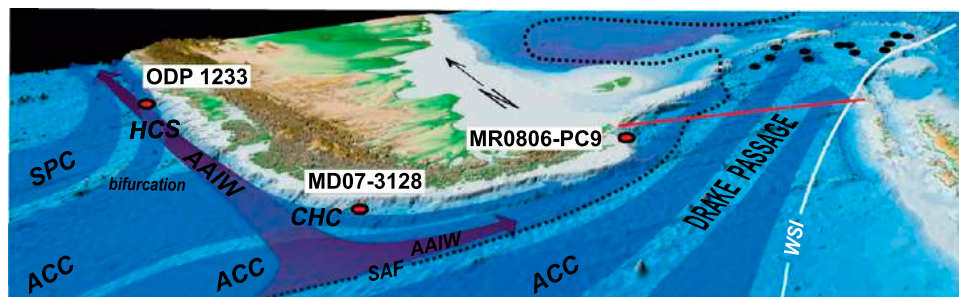 ODP 1233
HCS
SPC
AAIW
bifurcation
N
MR0806-PC9
MD07-3128
CHC
DRAKE PASSAGE
WSI
AAIW
SAF
ACC
ACC
ACC